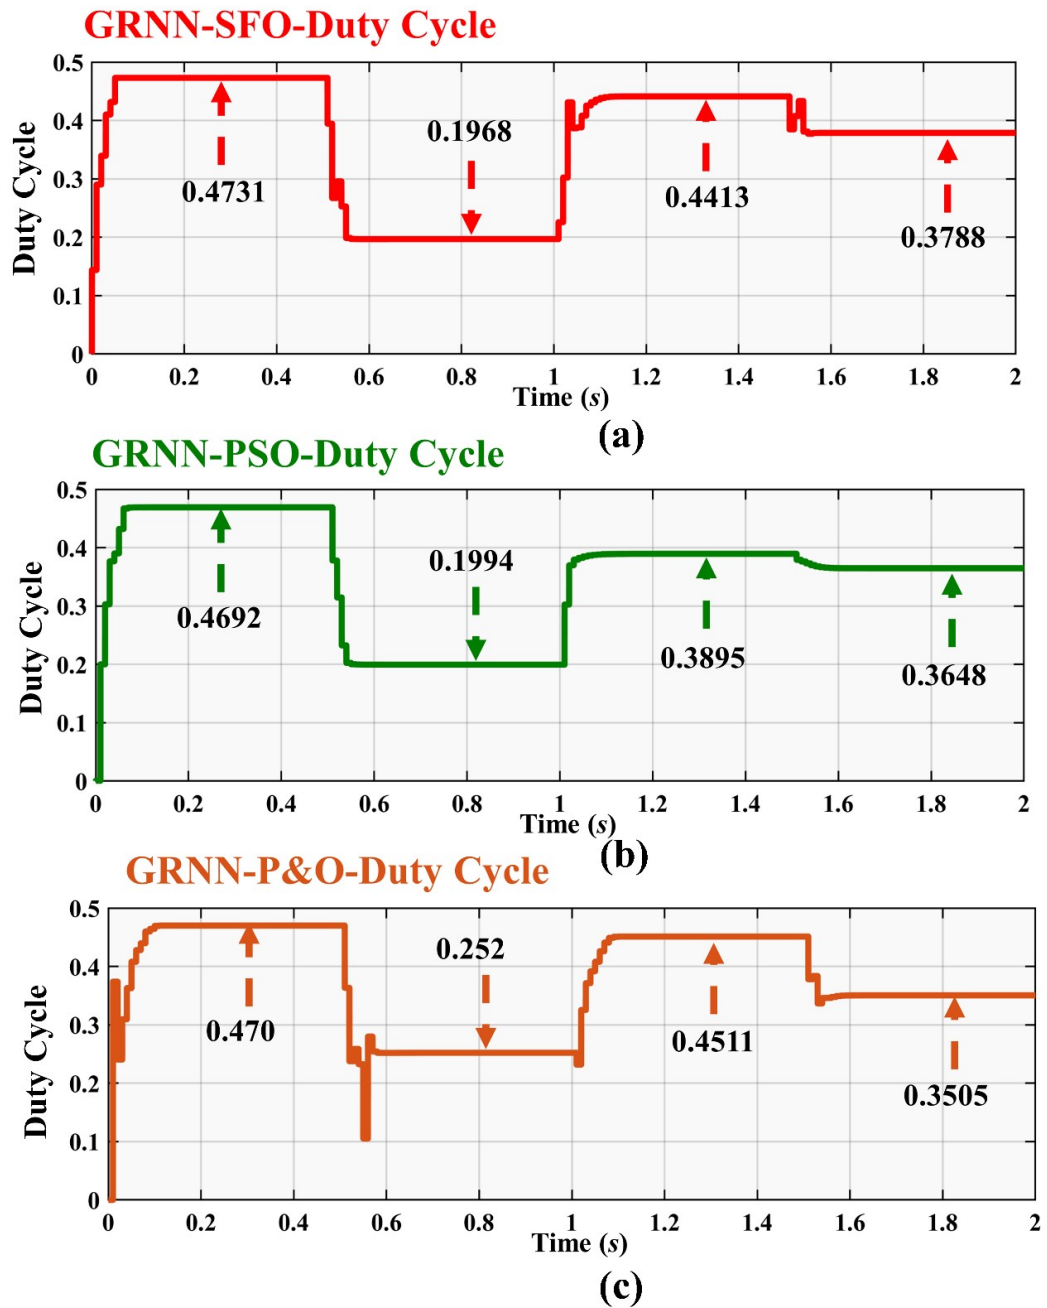 GRNN-SFO-Duty Cycle
0.5
0.4
0.3
0.2
0.1
0
Duty Cycle
0.4731
0.1968
0.4413
0.3788
0 0.2 0.4 0.6 0.8 1 1.2 1.4 1.6 1.8 2
Time (s)
(a)
GRNN-PSO-Duty Cycle
0.5
0.4
0.3
0.2
0.1
0
Duty Cycle
0.4692
0.1994
0.3895
0.3648
0 0.2 0.4 0.6 0.8 1 1.2 1.4 1.6 1.8 2
Time (s)
(b)
GRNN-P&O-Duty Cycle
0.5
0.4
0.3
0.2
0.1
0
Duty Cycle
0.470
0.252
0.4511
0.3505
0 0.2 0.4 0.6 0.8 1 1.2 1.4 1.6 1.8 2
Time (s)
(c)